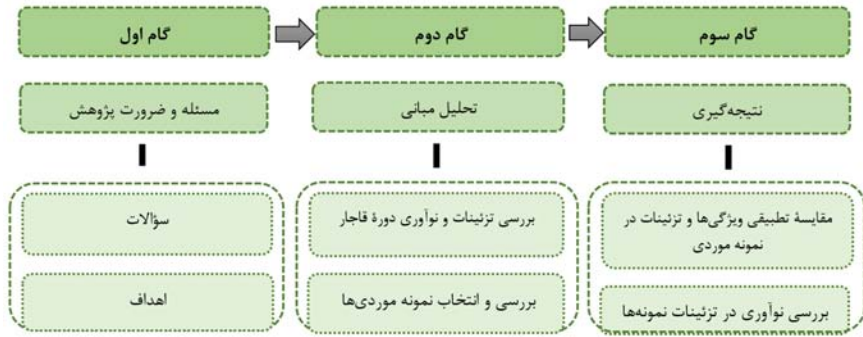 گام اول
گام دوم
گام سوم
مسئله و ضرورت پژوهش
تحلیل مبانی
نتیجه‌گیری
سؤالات
بررسی تزئینات و نوآوری دورهٔ قاجار
مقایسهٔ تطبیقی ویژگی‌ها و تزئینات در
نمونه موردی
اهداف
بررسی و انتخاب نمونه موردی‌ها
بررسی نوآوری در تزئینات نمونه‌ها